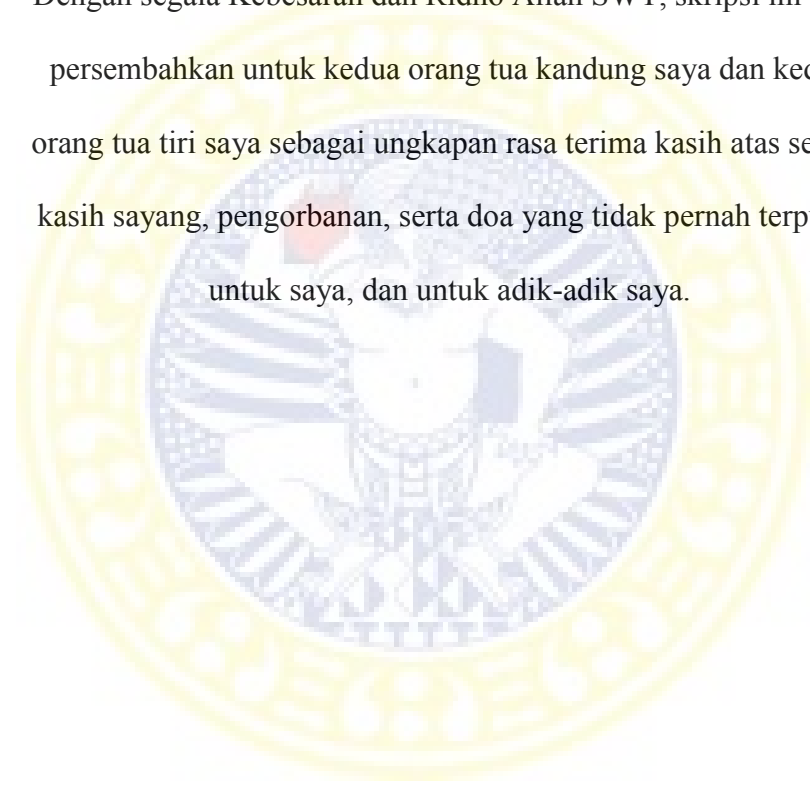 Dengan segala Kebesaran dan Ridho Allah SWT, skripsi ini
persembahkan untuk kedua orang tua kandung saya dan
orang tua tiri saya sebagai ungkapan rasa terima kasih atas
kasih sayang, pengorbanan, serta doa yang tidak pernah
untuk saya, dan untuk adik-adik saya.